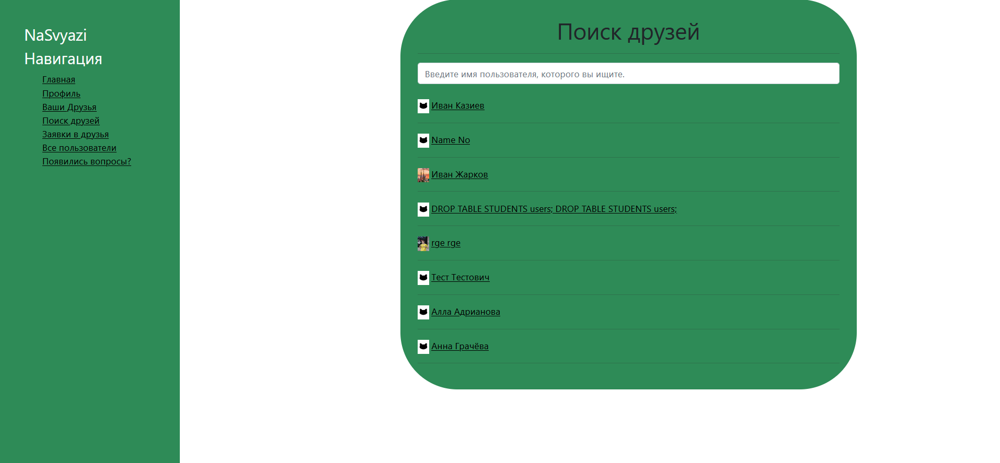 NaSvyazi
Навигация
Главная
Профиль
Ваши Друзья
Поиск друзей
Заявки в друзья
Все пользователи
Появились вопросы?
Поиск друзей
Введите имя пользователя, которого вы ищите.
Иван Казиев
Name No
Иван Жарков
DROP TABLE STUDENTS users; DROP TABLE STUDENTS users;
rge rge
Тест Тестович
Алла Адрианова
Анна Грачёва